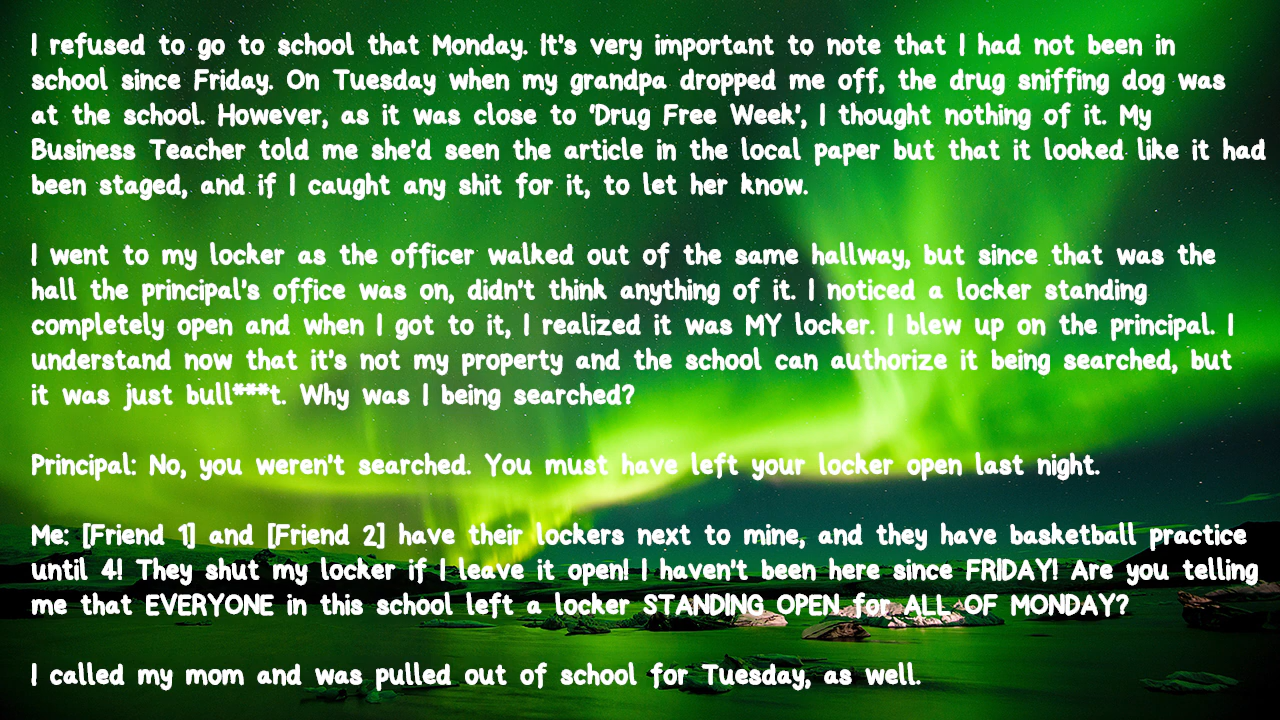 I refused to go to school that Monday. It's very important to note that I had not been in
school since Friday. On Tuesday when my grandpa dropped me off, the drug sniffing dog was
at the school. However, as it was close to 'Drug Free Week', I thought nothing of it. My
Business Teacher told me she'd seen the article in the local paper but that it looked like it had
been staged, and if I caught any shit for it, to let her know.
I went to my locker as the officer walked out of the same hallway, but since that was the
hall the principal's office was on, didn't think anything of it. I noticed a locker standing
completely open and when I got to it, I realized it was MY locker. I blew up on the principal. I
understand now that it's not my property and the school can authorize it being searched, but
it was just bull***t. Why was I being searched?
Principal: No, you weren't searched. You must have left your locker open last night.
Me: [Friend 1] and [Friend 2] have their lockers next to mine, and they have basketball practice
until 4! They shut my locker if I leave it open! I haven't been here since FRIDAY! Are you telling
me that EVERYONE in this school left a locker STANDING OPEN for ALL OF MONDAY?
I called my mom and was pulled out of school for Tuesday, as well.